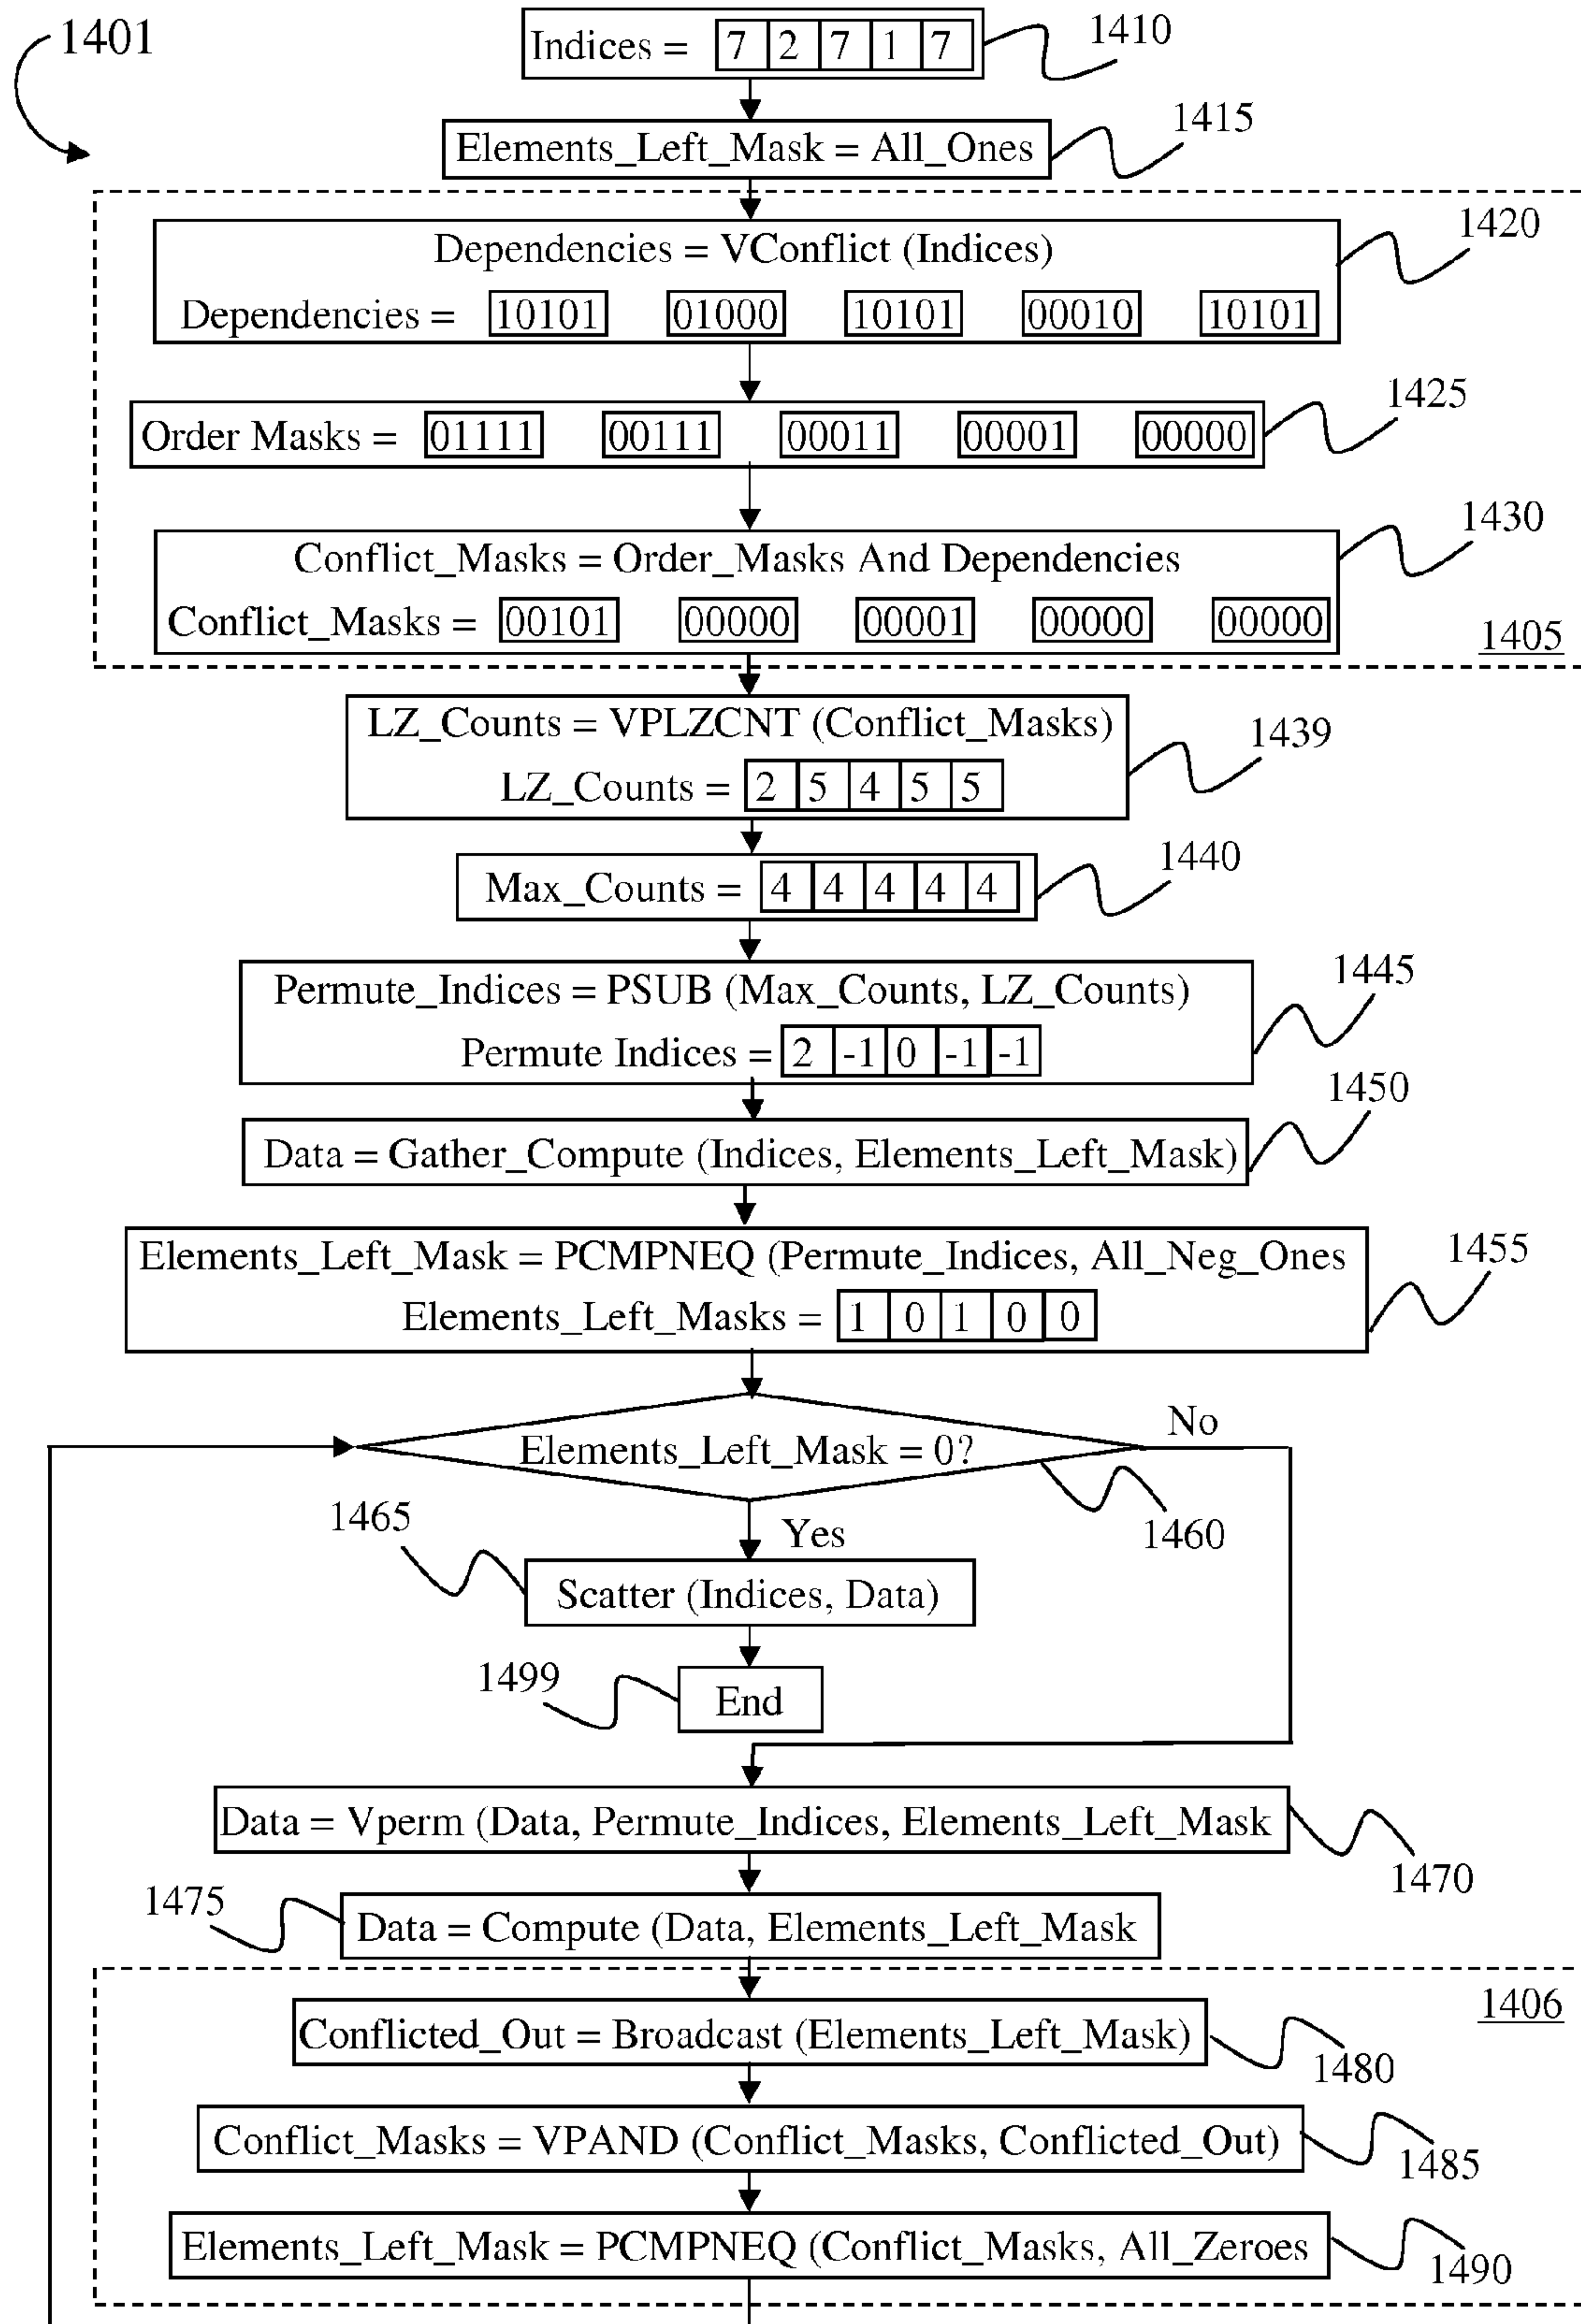 1401
Indices = 7 2 7 1 7
1410
Elements_Left_Mask = All_Ones
1415
Dependencies = VConflict (Indices)
1420
Dependencies = 10101 01000 10101 00010 10101
Order Masks = 01111 00111 00011 00001 00000
1425
Conflict_Masks = Order_Masks And Dependencies
1430
Conflict_Masks = 00101 00000 00001 00000 00000
1405
LZ_Counts = VPLZCNT (Conflict_Masks)
1439
LZ_Counts = 2 5 4 5 5
Max_Counts = 4 4 4 4 4
1440
Permute_Indices = PSUB (Max_Counts, LZ_Counts)
1445
Permute Indices = 2 -1 0 -1 -1
Data = Gather_Compute (Indices, Elements_Left_Mask)
1450
Elements_Left_Mask = PCMPNEQ (Permute_Indices, All_Neg_Ones
1455
Elements_Left_Masks = 1 0 1 0 0
Elements_Left_Mask = 0?
No
1460
Yes
1465
Scatter (Indices, Data)
1499
End
Data = Vperm (Data, Permute_Indices, Elements_Left_Mask
1470
1475
Data = Compute (Data, Elements_Left_Mask
1406
Conflicted_Out = Broadcast (Elements_Left_Mask)
1480
Conflict_Masks = VPAND (Conflict_Masks, Conflicted_Out)
1485
Elements_Left_Mask = PCMPNEQ (Conflict_Masks, All_Zeroes
1490